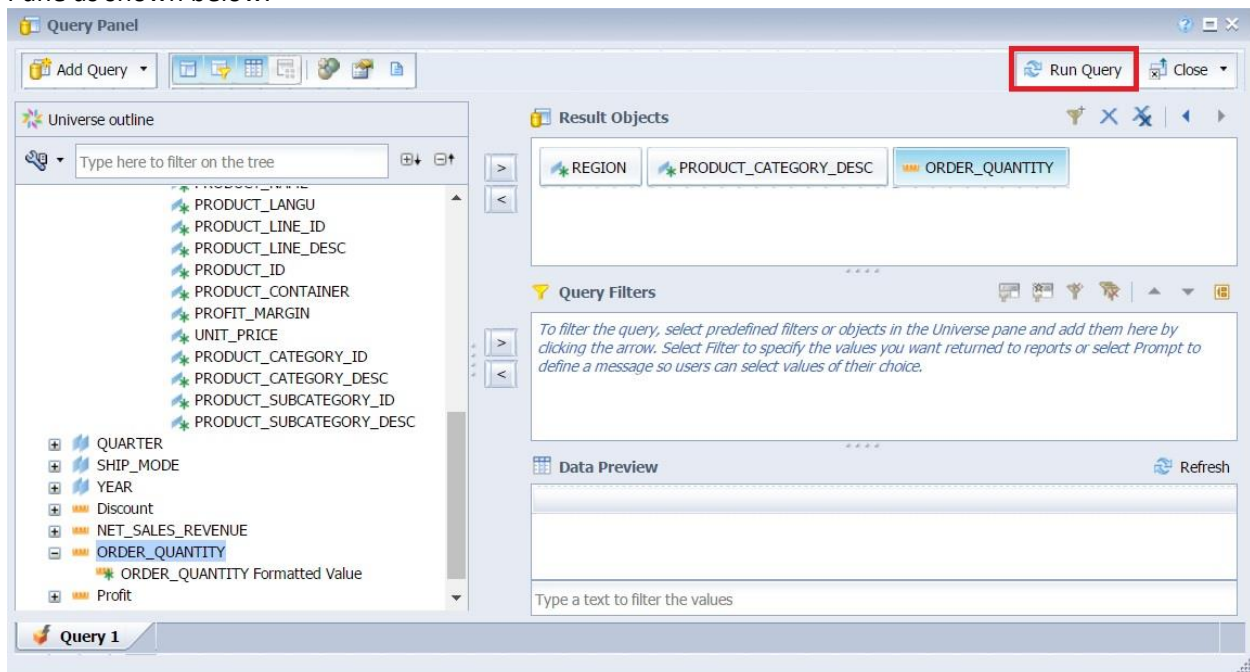 Query Panel
Add Query
Run Query
Close
Universe outline
Type here to filter on the tree
PRODUCT_NAME
PRODUCT_LANGU
PRODUCT_LINE_ID
PRODUCT_LINE_DESC
PRODUCT_ID
PRODUCT_CONTAINER
PROFIT_MARGIN
UNIT_PRICE
PRODUCT_CATEGORY_ID
PRODUCT_CATEGORY_DESC
PRODUCT_SUBCATEGORY_ID
PRODUCT_SUBCATEGORY_DESC
QUARTER
SHIP_MODE
YEAR
Discount
NET_SALES_REVENUE
ORDER_QUANTITY
ORDER_QUANTITY Formatted Value
Profit
Result Objects
REGION PRODUCT_CATEGORY_DESC ORDER_QUANTITY
Query Filters
To filter the query, select predefined filters or objects in the Universe pane and add them here by
clicking the arrow. Select Filter to specify the values you want returned to reports or select Prompt to
define a message so users can select values of their choice.
Data Preview
Refresh
Type a text to filter the values
Query 1